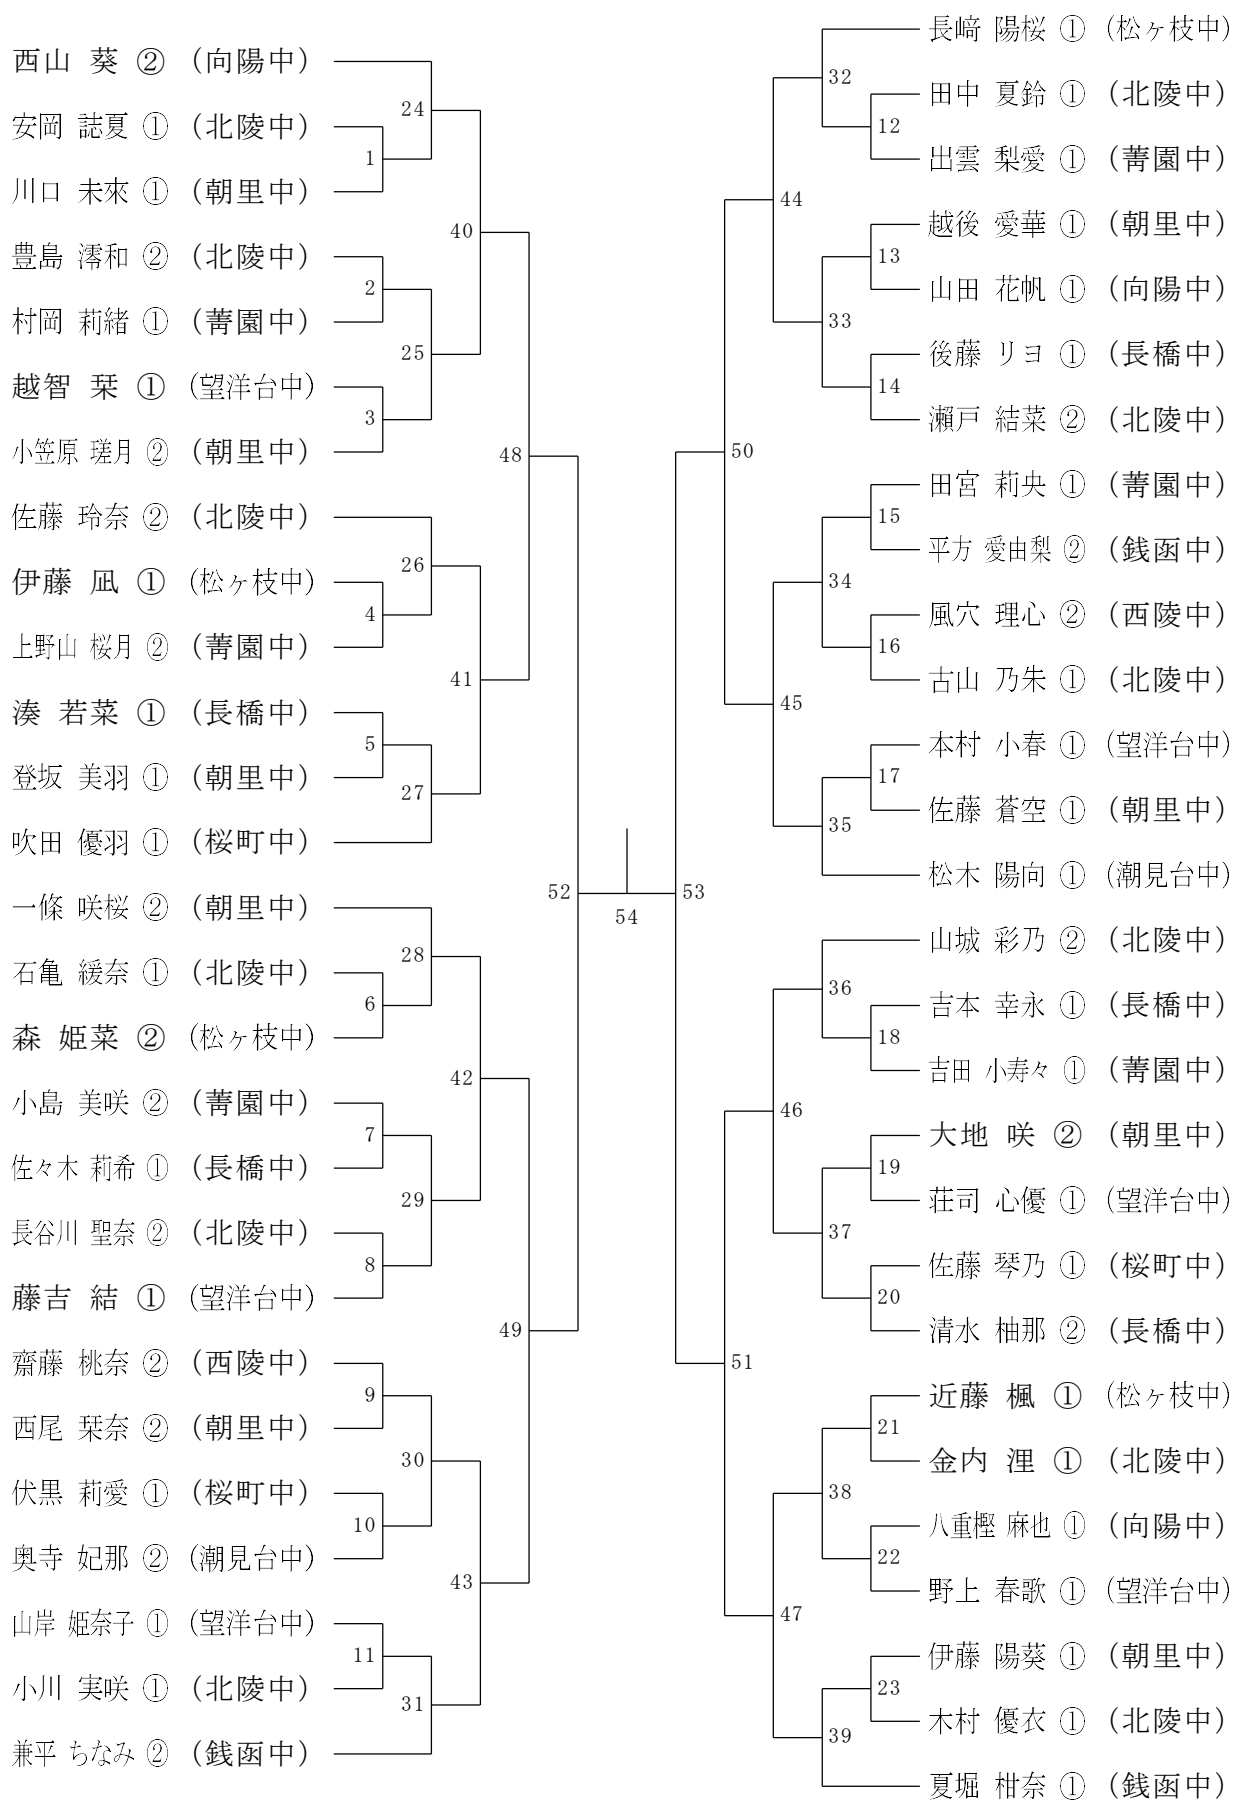 西山 葵 ② (向陽中)
安岡 誌夏 ① (北陵中)
川口 未來 ① (朝里中)
豊島 澪和 ② (北陵中)
村岡 莉緒 ① (菁園中)
越智 栞 ① (望洋台中)
小笠原 瑳月 ② (朝里中)
佐藤 玲奈 ② (北陵中)
伊藤 凪 ① (松ヶ枝中)
上野山 桜月 ② (菁園中)
湊 若菜 ① (長橋中)
登坂 美羽 ① (朝里中)
吹田 優羽 ① (桜町中)
一條 咲桜 ② (朝里中)
石亀 緩奈 ① (北陵中)
森 姫菜 ② (松ヶ枝中)
小島 美咲 ② (菁園中)
佐々木 莉希 ① (長橋中)
長谷川 聖奈 ② (北陵中)
藤吉 結 ① (望洋台中)
齋藤 桃奈 ② (西陵中)
西尾 栞奈 ② (朝里中)
伏黒 莉愛 ① (桜町中)
奥寺 妃那 ② (潮見台中)
山岸 姫奈子 ① (望洋台中)
小川 実咲 ① (北陵中)
兼平 ちなみ ② (銭函中)
1
2
3
4
5
6
7
8
9
10
11
24
25
26
27
28
29
30
31
40
41
42
43
48
49
52
54
53
50
51
44
45
46
47
32
33
34
35
36
37
38
39
12
13
14
15
16
17
18
19
20
21
22
23
長﨑 陽桜 ① (松ヶ枝中)
田中 夏鈴 ① (北陵中)
出雲 梨愛 ① (菁園中)
越後 愛華 ① (朝里中)
山田 花帆 ① (向陽中)
後藤 リヨ ① (長橋中)
瀨戸 結菜 ② (北陵中)
田宮 莉央 ① (菁園中)
平方 愛由梨 ② (銭函中)
風穴 理心 ② (西陵中)
古山 乃朱 ① (北陵中)
本村 小春 ① (望洋台中)
佐藤 蒼空 ① (朝里中)
松木 陽向 ① (潮見台中)
山城 彩乃 ② (北陵中)
吉本 幸永 ① (長橋中)
吉田 小寿々 ① (菁園中)
大地 咲 ② (朝里中)
荘司 心優 ① (望洋台中)
佐藤 琴乃 ① (桜町中)
清水 柚那 ② (長橋中)
近藤 楓 ① (松ヶ枝中)
金内 浬 ① (北陵中)
八重樫 麻也 ① (向陽中)
野上 春歌 ① (望洋台中)
伊藤 陽葵 ① (朝里中)
木村 優衣 ① (北陵中)
夏堀 柑奈 ① (銭函中)